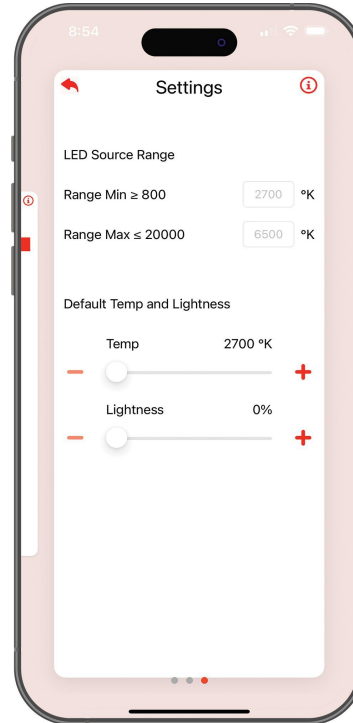 8:54
Settings
LED Source Range
Range Min ≥ 800 2700 °K
Range Max ≤ 20000 6500 °K
Default Temp and Lightness
Temp 2700 °K
Lightness 0%